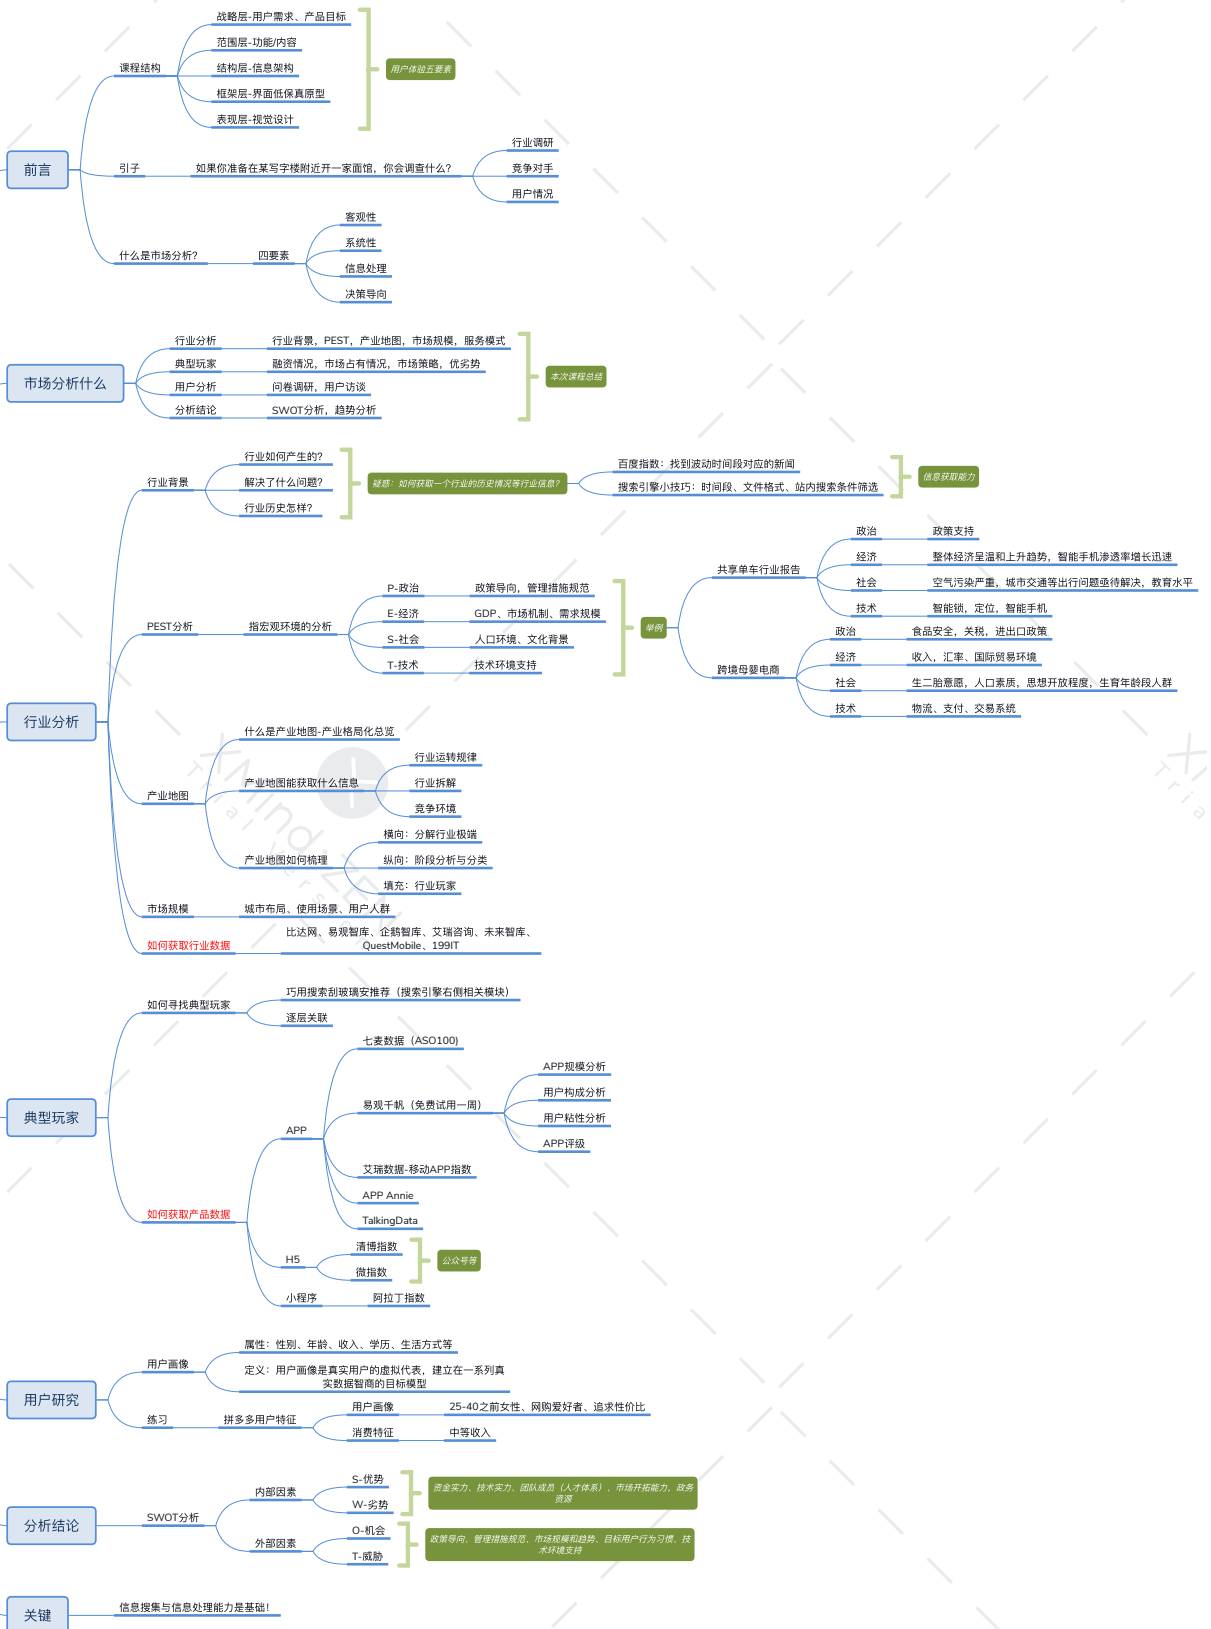 前言
课程结构
战略层-用户需求、产品目标
范围层-功能/内容
结构层-信息架构
框架层-界面低保真原型
表现层-视觉设计
用户体验五要素
引子
如果你准备在某写字楼附近开一家面馆，你会调查什么？
行业调研
竞争对手
用户情况
什么是市场分析？
四要素
客观性
系统性
信息处理
决策导向
市场分析什么
行业分析
行业背景，PEST，产业地图，市场规模，服务模式
典型玩家
融资情况，市场占有情况，市场策略，优劣势
用户分析
问卷调研，用户访谈
分析结论
SWOT分析，趋势分析
本次课程总结
行业分析
行业背景
行业如何产生的？
解决了什么问题？
行业历史怎样？
疑惑：如何获取一个行业的历史情况等行业信息？
百度指数：找到波动时间段对应的新闻
搜索引擎小技巧：时间段、文件格式、站内搜索条件筛选
信息获取能力
PEST分析
指宏观环境的分析
P-政治
政策导向，管理措施规范
E-经济
GDP、市场机制、需求规模
S-社会
人口环境、文化背景
T-技术
技术环境支持
举例
共享单车行业报告
政治
政策支持
经济
整体经济呈温和上升趋势，智能手机渗透率增长迅速
社会
空气污染严重，城市交通等出行问题亟待解决，教育水平
技术
智能锁，定位，智能手机
跨境母婴电商
政治
食品安全，关税，进出口政策
经济
收入，汇率、国际贸易环境
社会
生二胎意愿，人口素质，思想开放程度，生育年龄段人群
技术
物流、支付、交易系统
产业地图
什么是产业地图-产业格局化总览
产业地图能获取什么信息
行业运转规律
行业拆解
竞争环境
产业地图如何梳理
横向：分解行业极端
纵向：阶段分析与分类
填充：行业玩家
市场规模
城市布局、使用场景、用户人群
如何获取行业数据
比达网、易观智库、企鹅智库、艾瑞咨询、未来智库、
QuestMobile、199IT
典型玩家
如何寻找典型玩家
巧用搜索刮玻璃安推荐（搜索引擎右侧相关模块）
逐层关联
如何获取产品数据
APP
七麦数据（ASO100)
易观千帆（免费试用一周）
APP规模分析
用户构成分析
用户粘性分析
APP评级
艾瑞数据-移动APP指数
APP Annie
TalkingData
H5
清博指数
微指数
公众号等
小程序
阿拉丁指数
用户研究
用户画像
属性：性别、年龄、收入、学历、生活方式等
定义：用户画像是真实用户的虚拟代表，建立在一系列真
实数据智商的目标模型
练习
拼多多用户特征
用户画像
25-40之前女性、网购爱好者、追求性价比
消费特征
中等收入
分析结论
SWOT分析
内部因素
S-优势
W-劣势
资金实力、技术实力、团队成员（人才体系）、市场开拓能力，政务
资源
外部因素
O-机会
T-威胁
政策导向、管理措施规范、市场规模和趋势、目标用户行为习惯、技
术环境支持
关键
信息搜集与信息处理能力是基础！
XMind:ZEN
Trial Vers
XI
Tria